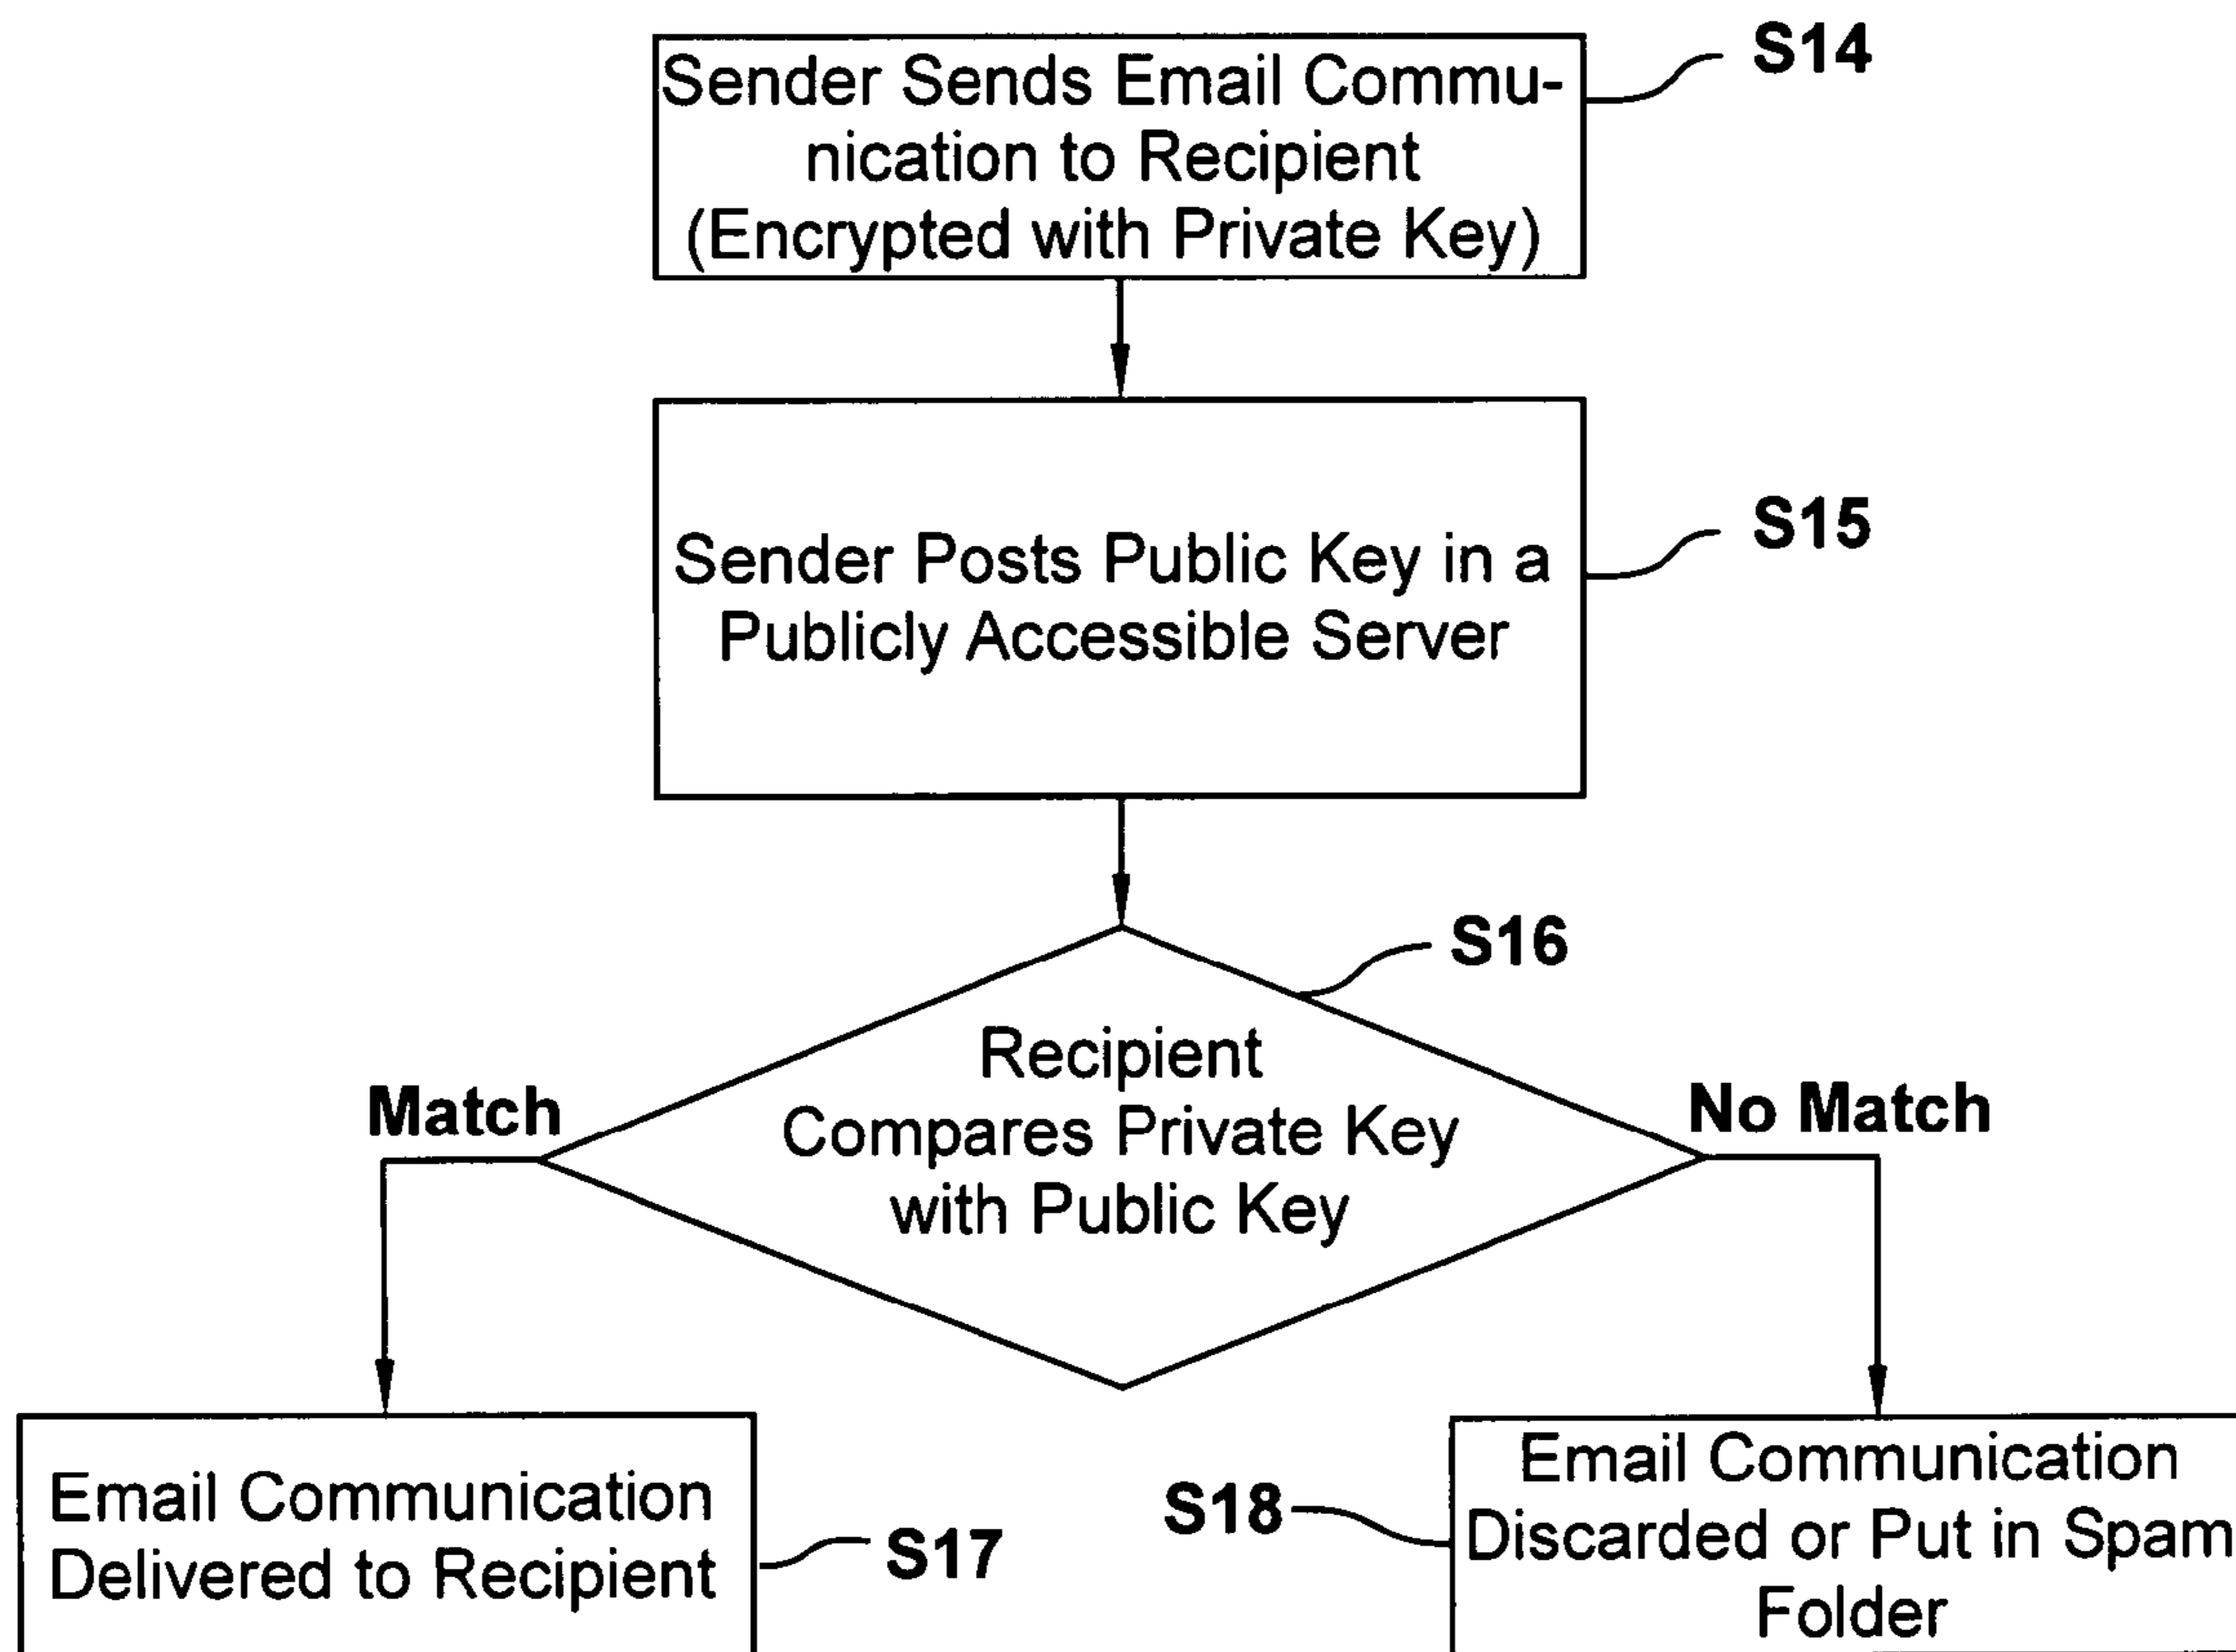 S14
Sender Sends Email Commu-
nication to Recipient
(Encrypted with Private Key)
S15
Sender Posts Public Key in a
Publicly Accessible Server
S16
Recipient
Compares Private Key
with Public Key
Match
No Match
Email Communication
Delivered to Recipient
S17
S18
Email Communication
Discarded or Put in Spam
Folder